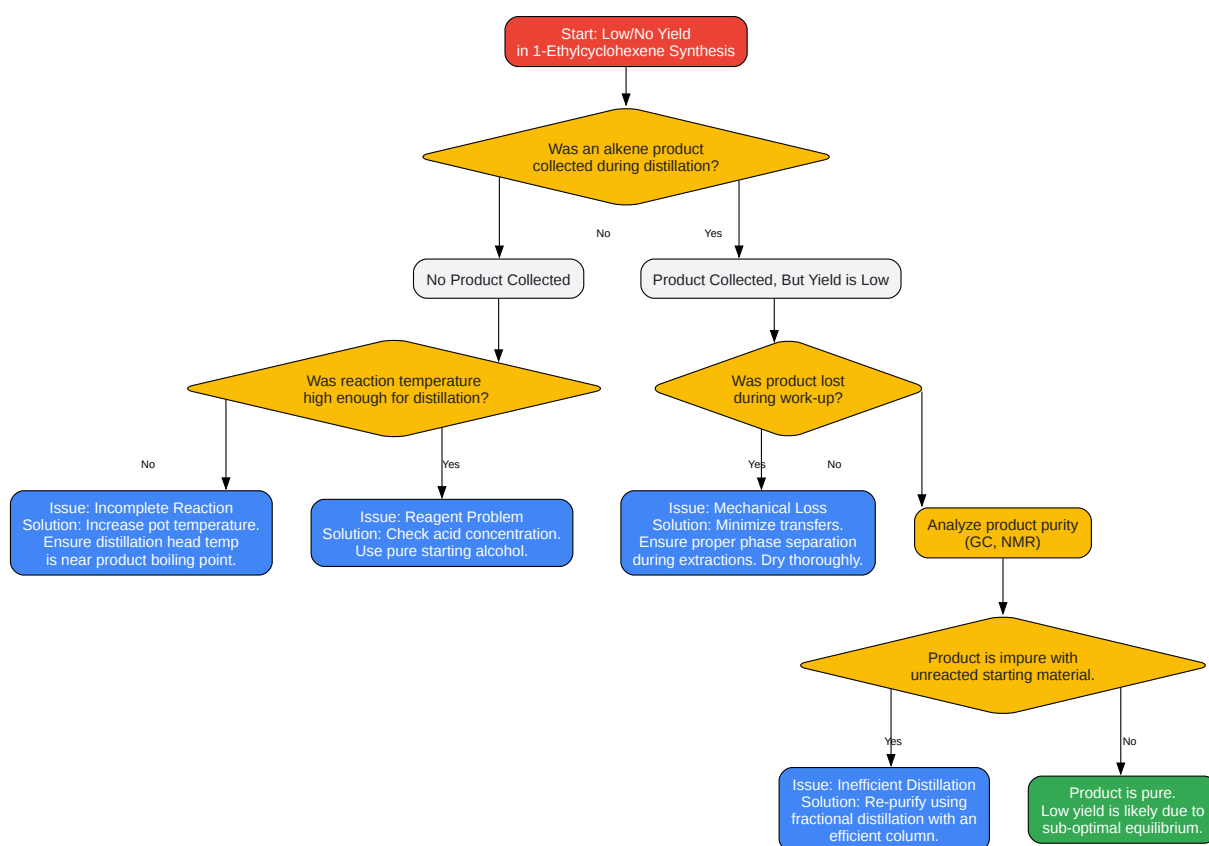 Start: Low/No Yield
in 1-Ethylcyclohexene Synthesis
Was an alkene product
collected during distillation?
No
Yes
No Product Collected
Product Collected, But Yield is Low
Was reaction temperature
high enough for distillation?
Was product lost
during work-up?
No
Yes
Yes
No
Issue: Incomplete Reaction
Solution: Increase pot temperature.
Ensure distillation head temp
is near product boiling point.
Issue: Reagent Problem
Solution: Check acid concentration.
Use pure starting alcohol.
Issue: Mechanical Loss
Solution: Minimize transfers.
Ensure proper phase separation
during extractions. Dry thoroughly.
Analyze product purity
(GC, NMR)
Product is impure with
unreacted starting material.
Yes
No
Issue: Inefficient Distillation
Solution: Re-purify using
fractional distillation with an
efficient column.
Product is pure.
Low yield is likely due to
sub-optimal equilibrium.